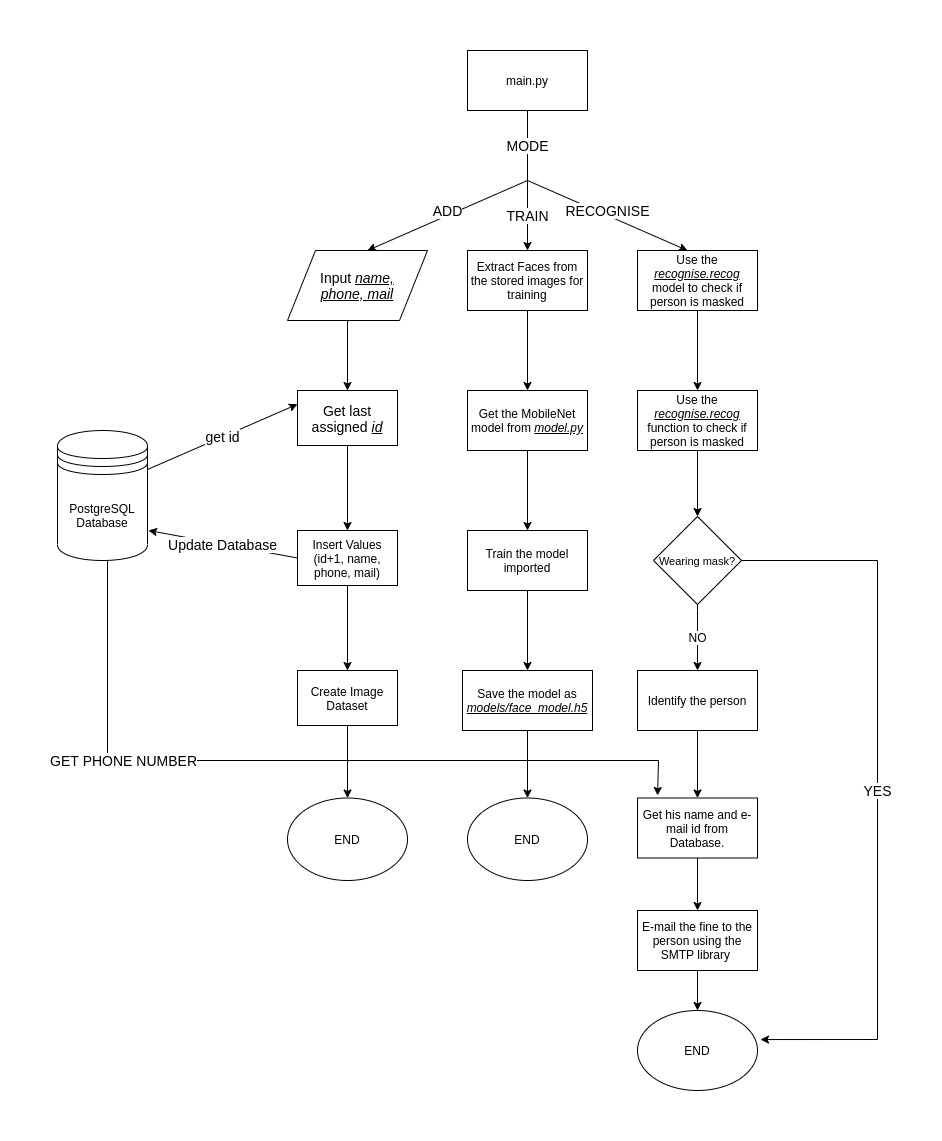 main.py
MODE
ADD
TRAIN
RECOGNISE
Input name,
phone, mail
Extract Faces from
the stored images for
training
Use the
recognise.recog
model to check if
person is masked
Get last
assigned id
Get the MobileNet
model from model.py
Use the
recognise.recog
function to check if
person is masked
get id
PostgreSQL
Database
Update Database
Insert Values
(id+1, name,
phone, mail)
Train the model
imported
Wearing mask?
NO
Create Image
Dataset
Save the model as
models/face_model.h5
Identify the person
GET PHONE NUMBER
YES
END
END
Get his name and e-
mail id from
Database.
E-mail the fine to the
person using the
SMTP library
END